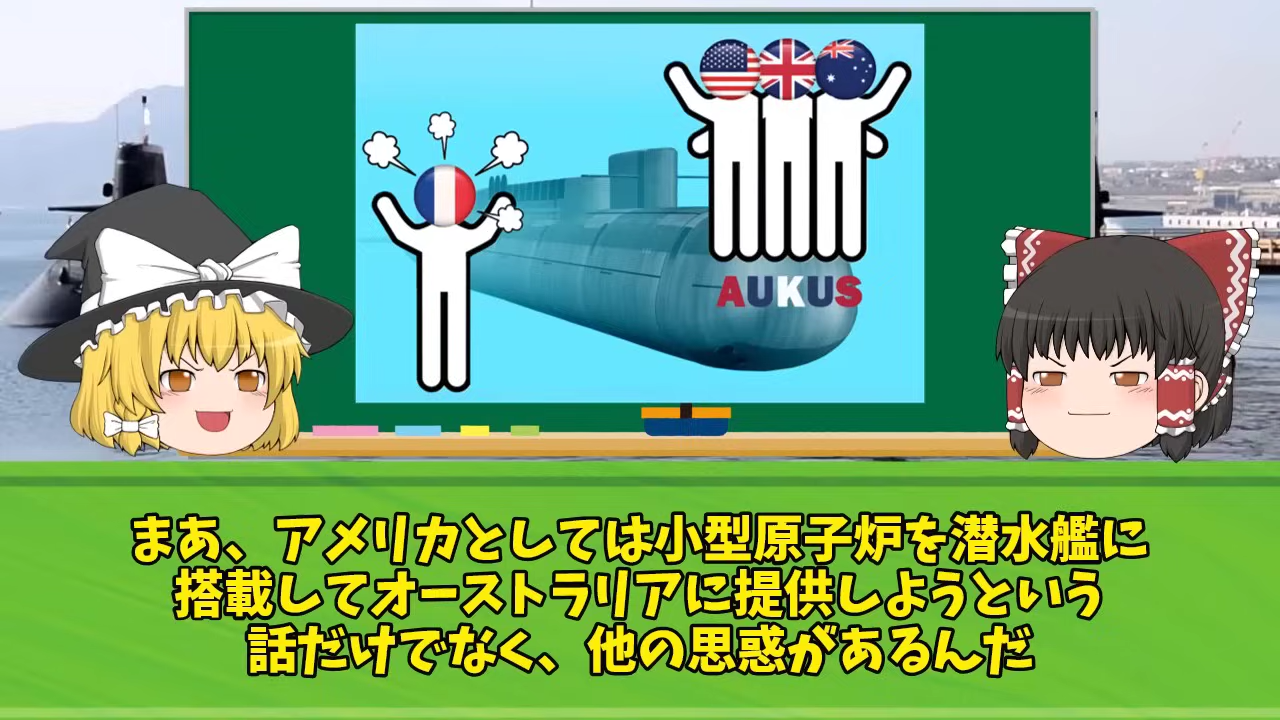 AUKUS
まあ、アメリカとしては小型原子炉を潜水艦に
搭載してオーストラリアに提供しようという
話だけでなく、他の思惑があるんだ